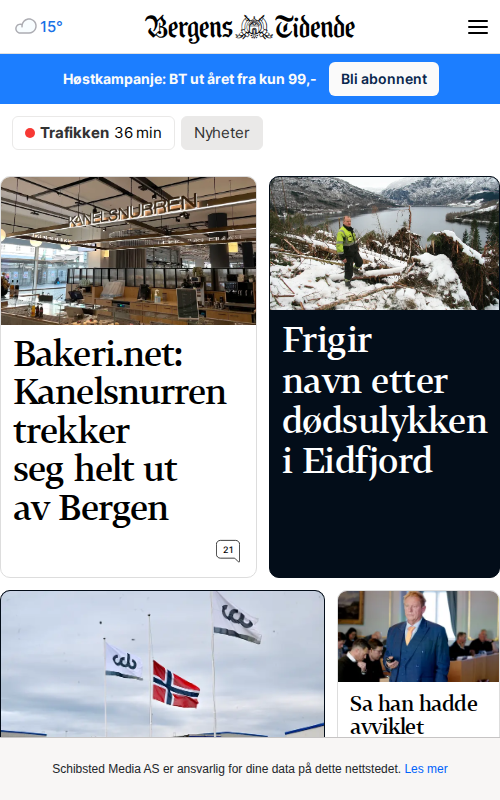 15°
Bergens Tidende
Høstkampanje: BT ut året fra kun 99,-
Bli abonnent
Trafikken 36 min
Nyheter
KANELSNURREN
Bakeri.net:
Kanelsnurren
trekker
seg helt ut
av Bergen
21
Frigir
navn etter
dødsulykken
i Eidfjord
Sa han hadde
avviklet
Schibsted Media AS er ansvarlig for dine data på dette nettstedet. Les mer